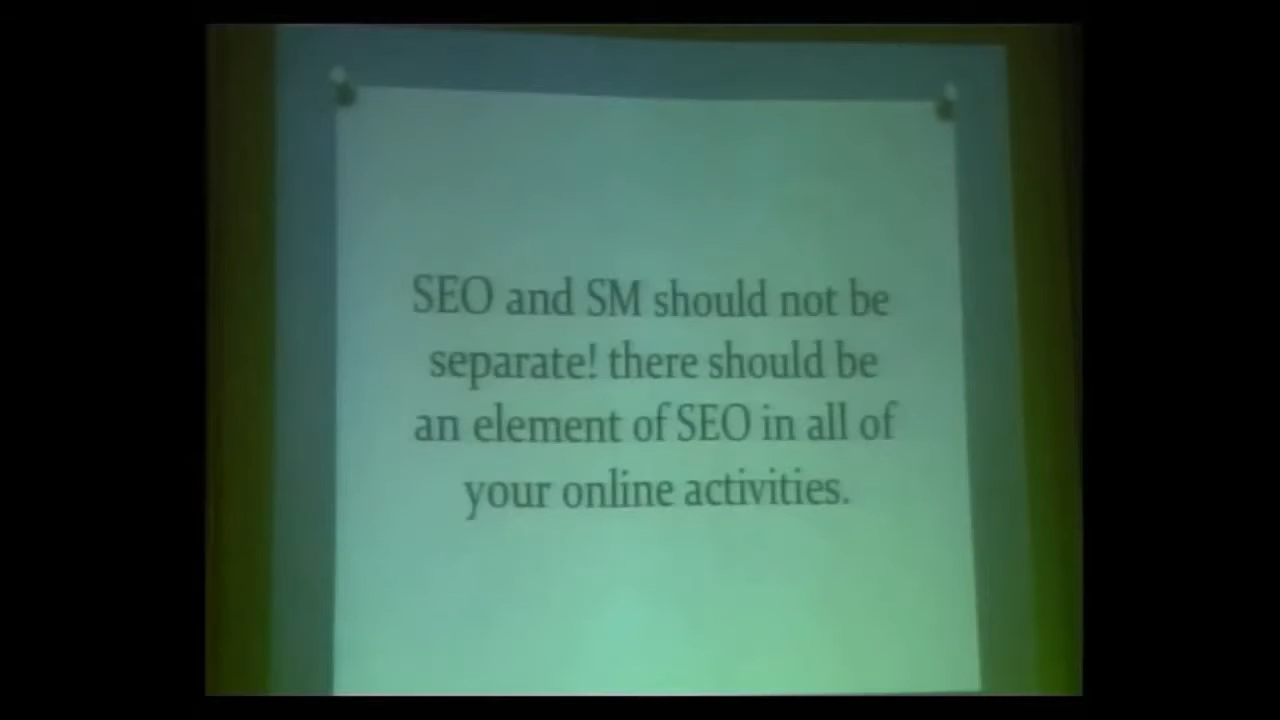 SEO and SM should not be
separate! there should be
an element of SEO in all of
your online activities.